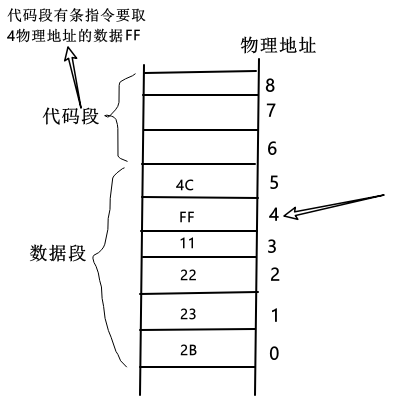 代码段有条指令要取
4物理地址的数据FF
物理地址
8
代码段
7
6
4C 5
FF 4
11 3
数据段
22 2
23 1
2B 0